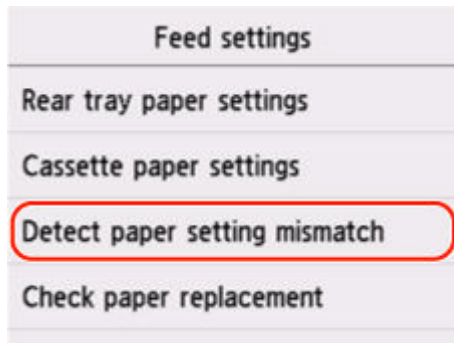 Feed settings
Rear tray paper settings
Cassette paper settings
Detect paper setting mismatch
Check paper replacement